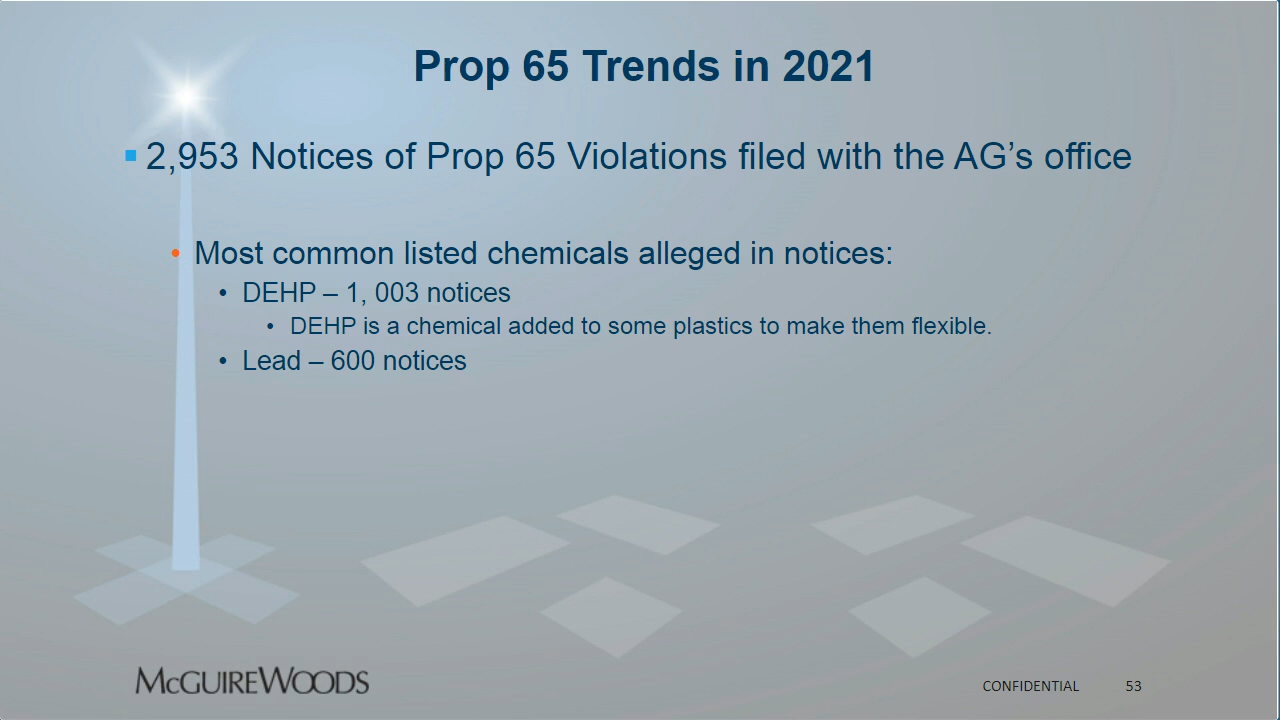 Prop 65 Trends in 2021
▪ 2,953 Notices of Prop 65 Violations filed with the AG’s office
• Most common listed chemicals alleged in notices:
• DEHP – 1, 003 notices
• DEHP is a chemical added to some plastics to make them flexible.
• Lead – 600 notices
McGUIREWOODS
CONFIDENTIAL 53